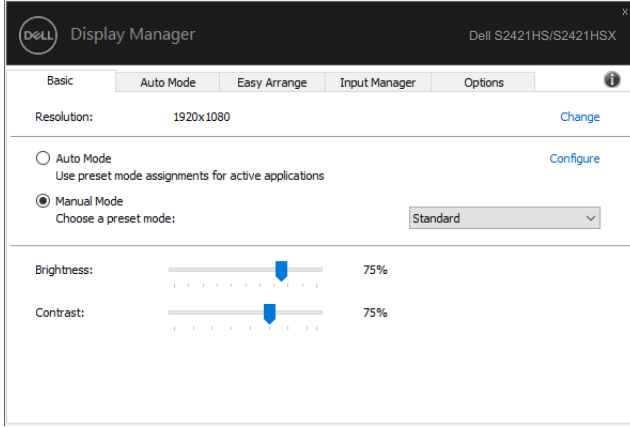 x
DELL Display Manager Dell S2421HS/S2421HSX
Basic Auto Mode Easy Arrange Input Manager Options i
Resolution: 1920x1080 Change
Auto Mode Configure
Use preset mode assignments for active applications
Manual Mode
Choose a preset mode: Standard
Brightness: 75%
Contrast: 75%